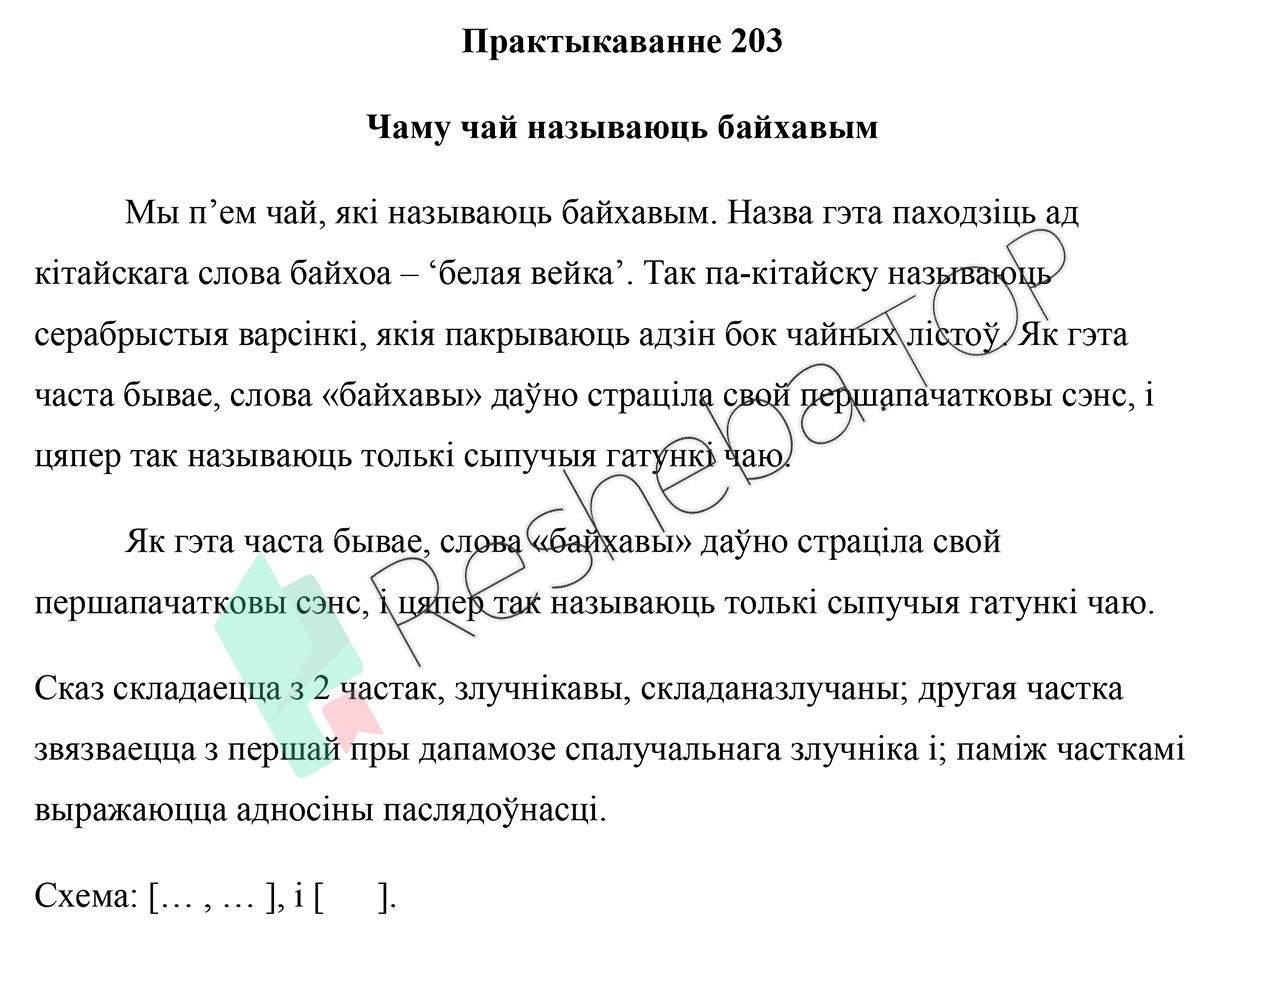 Практыкаванне 203
Чаму чай называюць байхавым
Мы п’ем чай, які называюць байхавым. Назва гэта паходзіць ад
кітайскага слова байхоа – ‘белая вейка’. Так па-кітайску называюць
серабрыстыя варсінкі, якія пакрываюць адзін бок чайных лістоў. Як гэта
часта бывае, слова «байхавы» даўно страціла свой першапачатковы сэнс, і
цяпер так называюць толькі сыпучыя гатункі чаю.
Як гэта часта бывае, слова «байхавы» даўно страціла свой
першапачатковы сэнс, і цяпер так называюць толькі сыпучыя гатункі чаю.
Сказ складаецца з 2 частак, злучнікавы, складаназлучаны; другая частка
звязваецца з першай пры дапамозе спалучальнага злучніка і; паміж часткамі
выражаюцца адносіны паслядоўнасці.
Схема: [… , … ], і [ ].
Resheba.Top